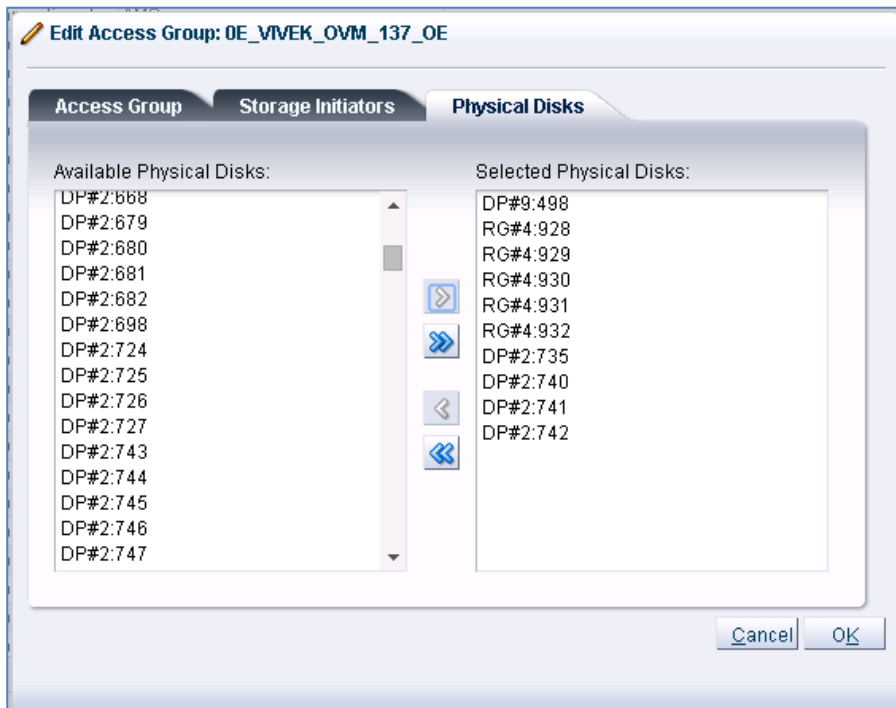 Edit Access Group: 0E_VIVEK_OVM_137_OE
Access Group
Storage Initiators
Physical Disks
Available Physical Disks:
DP#2:668
DP#2:679
DP#2:680
DP#2:681
DP#2:682
DP#2:698
DP#2:724
DP#2:725
DP#2:726
DP#2:727
DP#2:743
DP#2:744
DP#2:745
DP#2:746
DP#2:747
Selected Physical Disks:
DP#9:498
RG#4:928
RG#4:929
RG#4:930
RG#4:931
RG#4:932
DP#2:735
DP#2:740
DP#2:741
DP#2:742
Cancel
OK